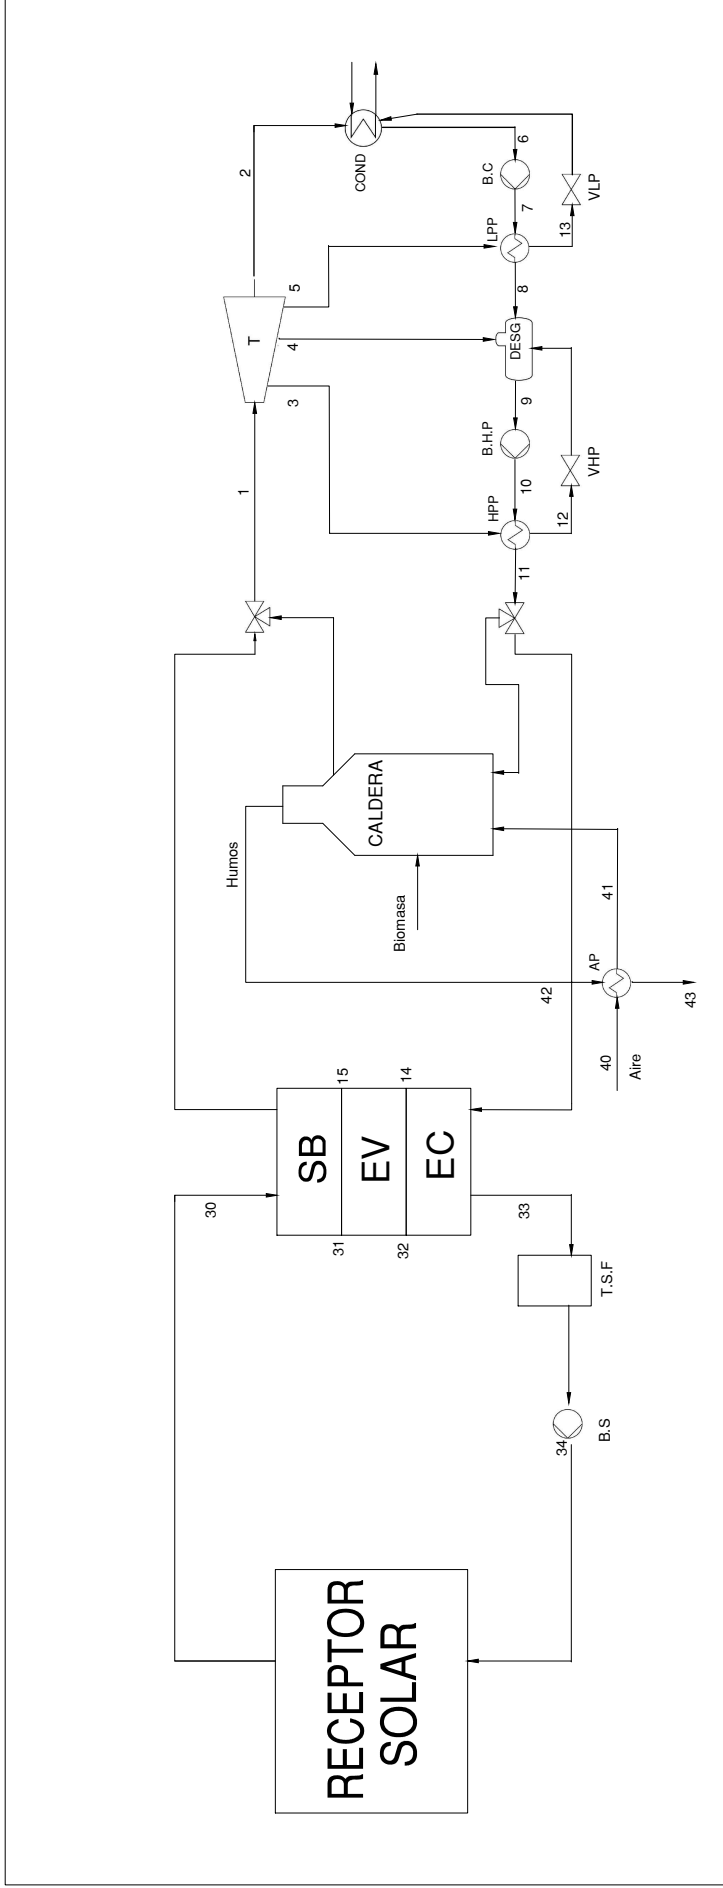 RECEPTOR
SOLAR
34
B.S
T.S.F
30
33
31
32
SB
EV
EC
15
14
40
Aire
AP
41
42
43
Humos
Biomasa
CALDERA
1
11
HPP
12
VHP
10
B.H.P
9
DESG
8
LPP
13
VLP
7
B.C
6
3
4
5
T
2
COND